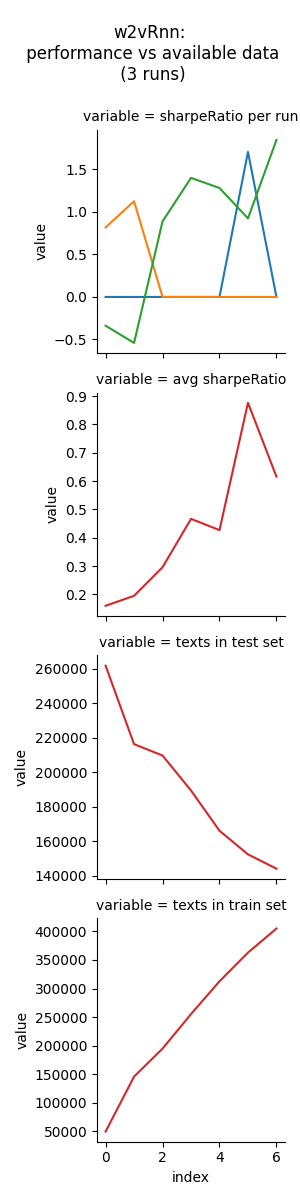 w2vRnn:
performance vs available data
(3 runs)
variable = sharpeRatio per run
1.5
1.0
0.5
0.0
−0.5
value
variable = avg sharpeRatio
0.9
0.8
0.7
0.6
0.5
0.4
0.3
0.2
value
variable = texts in test set
260000
240000
220000
200000
180000
160000
140000
value
variable = texts in train set
400000
350000
300000
250000
200000
150000
100000
50000
value
0 2 4 6
index